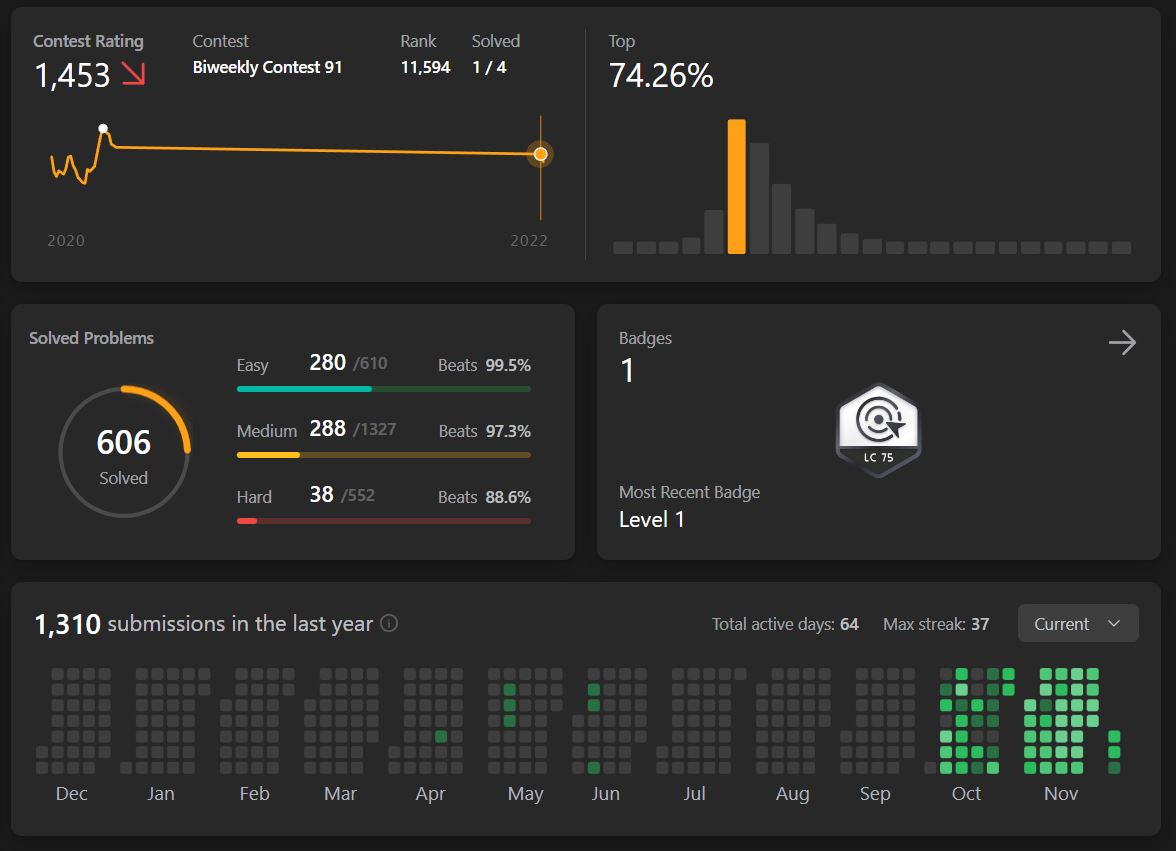 Contest Rating
1,453
Contest
Biweekly Contest 91
Rank
11,594
Solved
1 / 4
2020
2022
Top
74.26%
Solved Problems
606
Solved
Easy 280 /610 Beats 99.5%
Medium 288 /1327 Beats 97.3%
Hard 38 /552 Beats 88.6%
Badges
1
LC 75
Most Recent Badge
Level 1
1,310 submissions in the last year
Total active days: 64 Max streak: 37 Current
Dec Jan Feb Mar Apr May Jun Jul Aug Sep Oct Nov